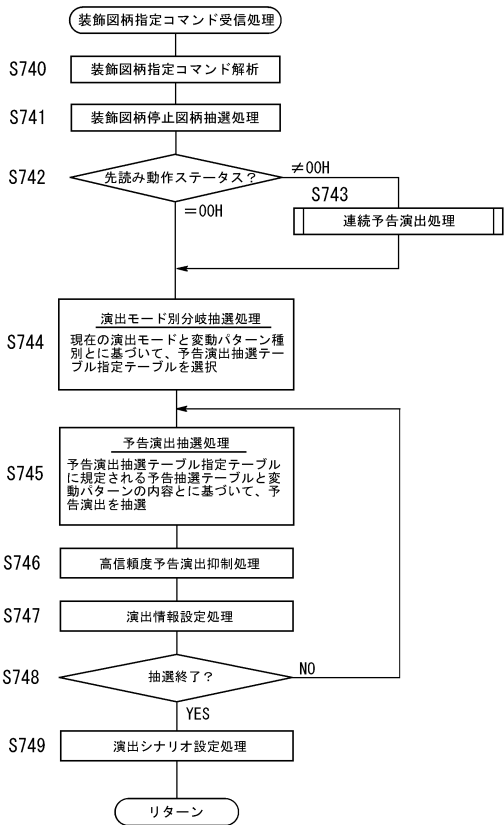 装飾図柄指定コマンド受信処理
S740
装飾図柄指定コマンド解析
S741
装飾図柄停止図柄抽選処理
S742
先読み動作ステータス？
≠00H
=00H
S743
連続予告演出処理
S744
演出モード別分岐抽選処理
現在の演出モードと変動パターン種
別とに基づいて、予告演出抽選テー
ブル指定テーブルを選択
S745
予告演出抽選処理
予告演出抽選テーブル指定テーブル
に規定される予告抽選テーブルと変
動パターンの内容とに基づいて、予
告演出を抽選
S746
高信頼度予告演出抑制処理
S747
演出情報設定処理
S748
抽選終了？
NO
YES
S749
演出シナリオ設定処理
リターン